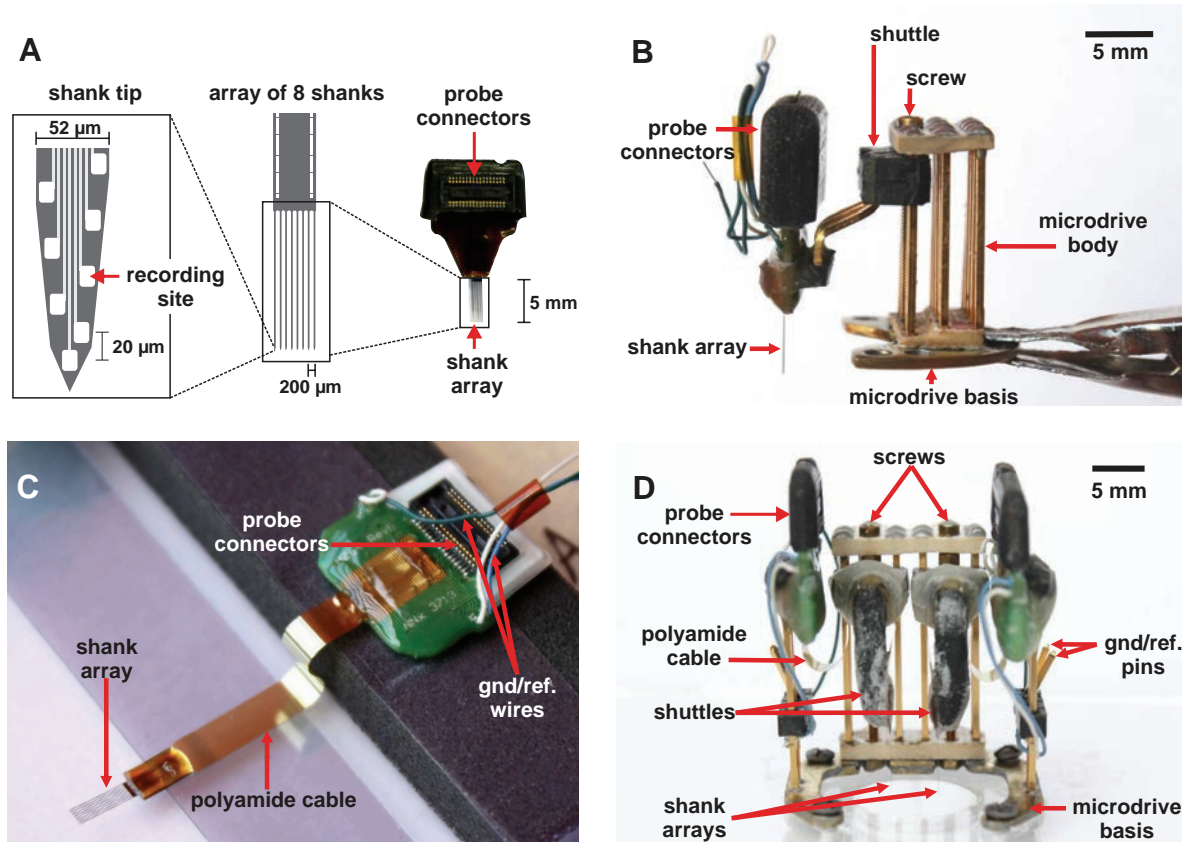 A
shank tip
52 µm
recording
site
20 µm
array of 8 shanks
200 µm
probe
connectors
5 mm
shank
array
B
shuttle
screw
5 mm
probe
connectors
microdrive
body
shank array
microdrive basis
C
probe
connectors
shank
array
gnd/ref.
wires
polyamide cable
D
screws
5 mm
probe
connectors
polyamide
cable
gnd/ref.
pins
shuttles
shank
arrays
microdrive
basis